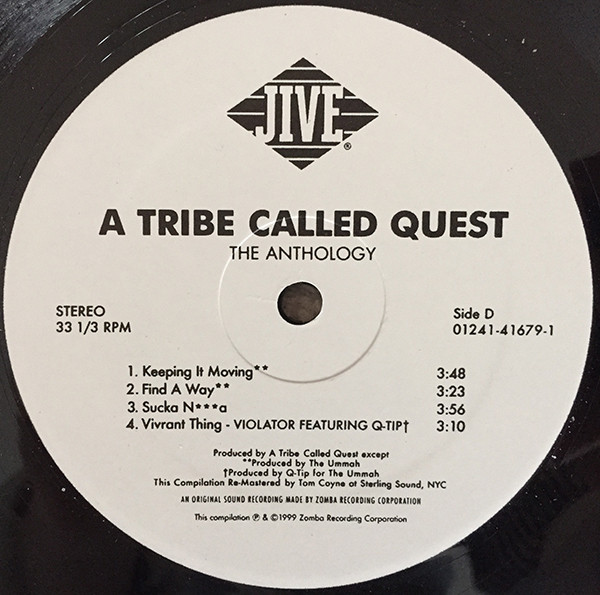 JIVE®
A TRIBE CALLED QUEST
THE ANTHOLOGY
STEREO
33 1/3 RPM
Side D
01241-41679-1
1. Keeping It Moving** 3:48
2. Find A Way** 3:23
3. Sucka N***a 3:56
4. Vivrant Thing - VIOLATOR FEATURING Q-TIP† 3:10
Produced by A Tribe Called Quest except
**Produced by The Ummah
†Produced by Q-Tip for The Ummah
This Compilation Re-Mastered by Tom Coyne at Sterling Sound, NYC
AN ORIGINAL SOUND RECORDING MADE BY ZOMBA RECORDING CORPORATION
This compilation ℗ & ©1999 Zomba Recording Corporation